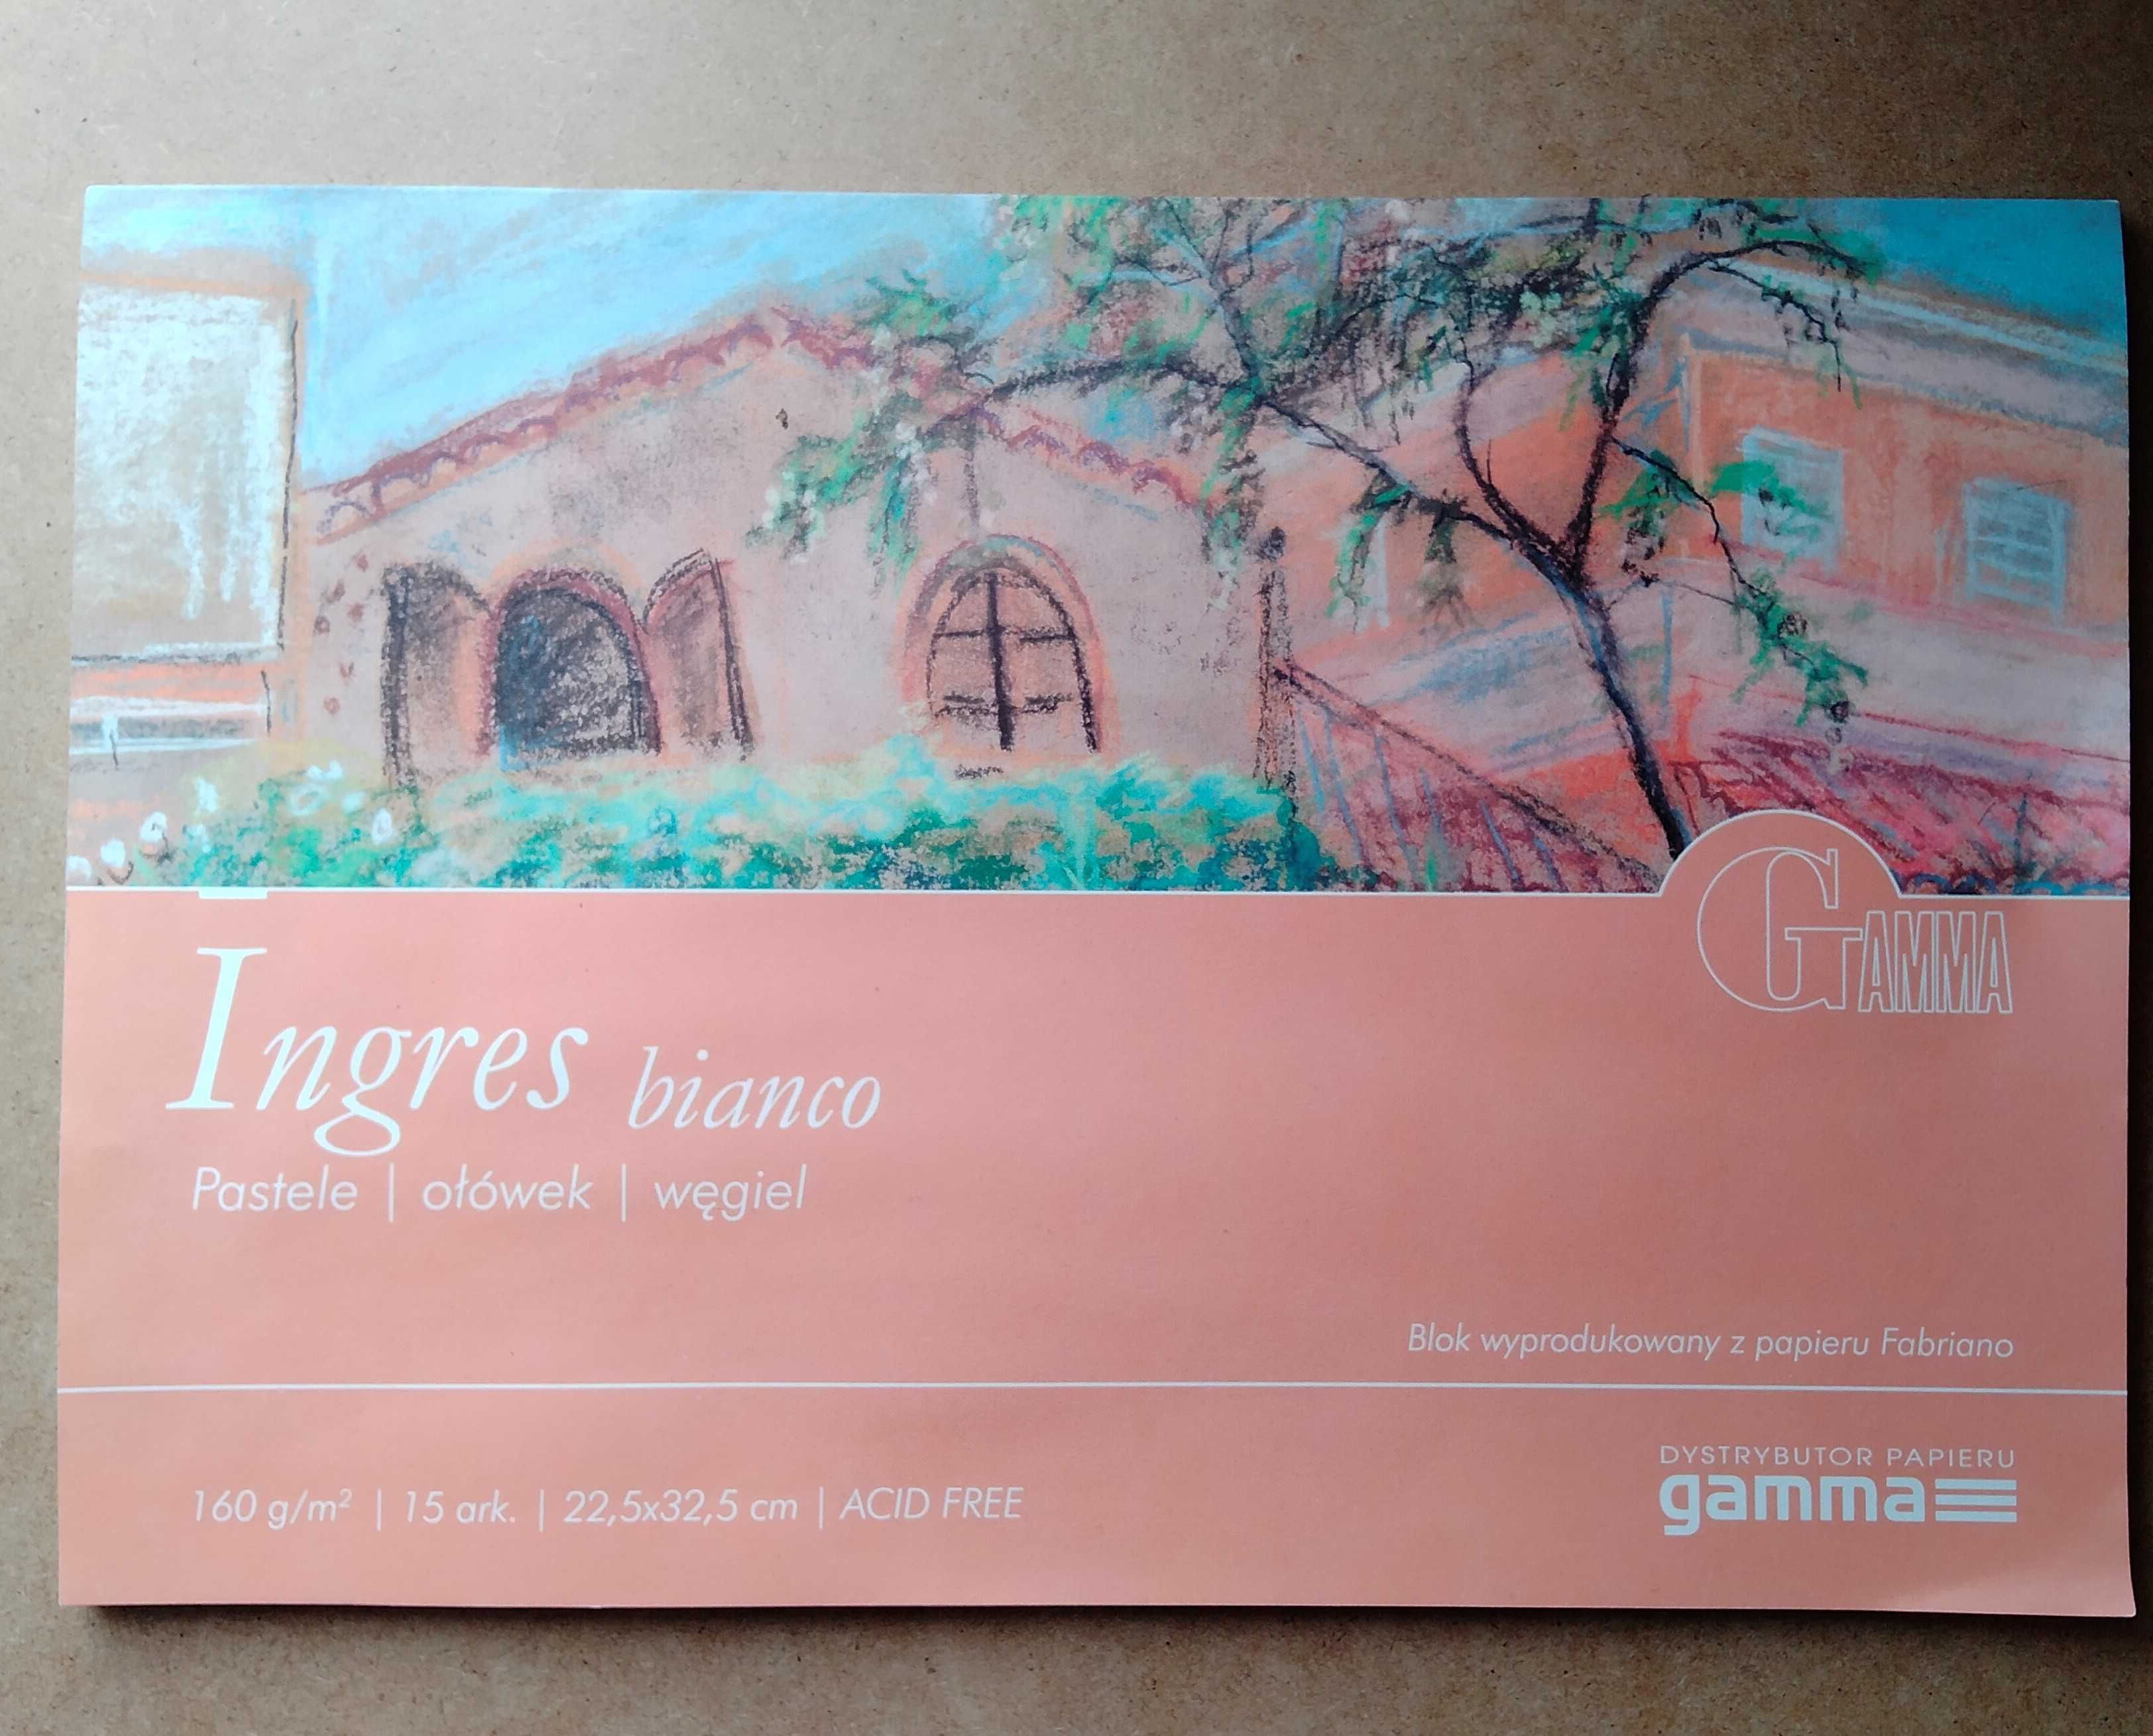 GAMMA
Ingres bianco
Pastele | ołówek | węgiel
Blok wyprodukowany z papieru Fabriano
160 g/m² | 15 ark. | 22,5x32,5 cm | ACID FREE
DYSTRYBUTOR PAPIERU
gamma